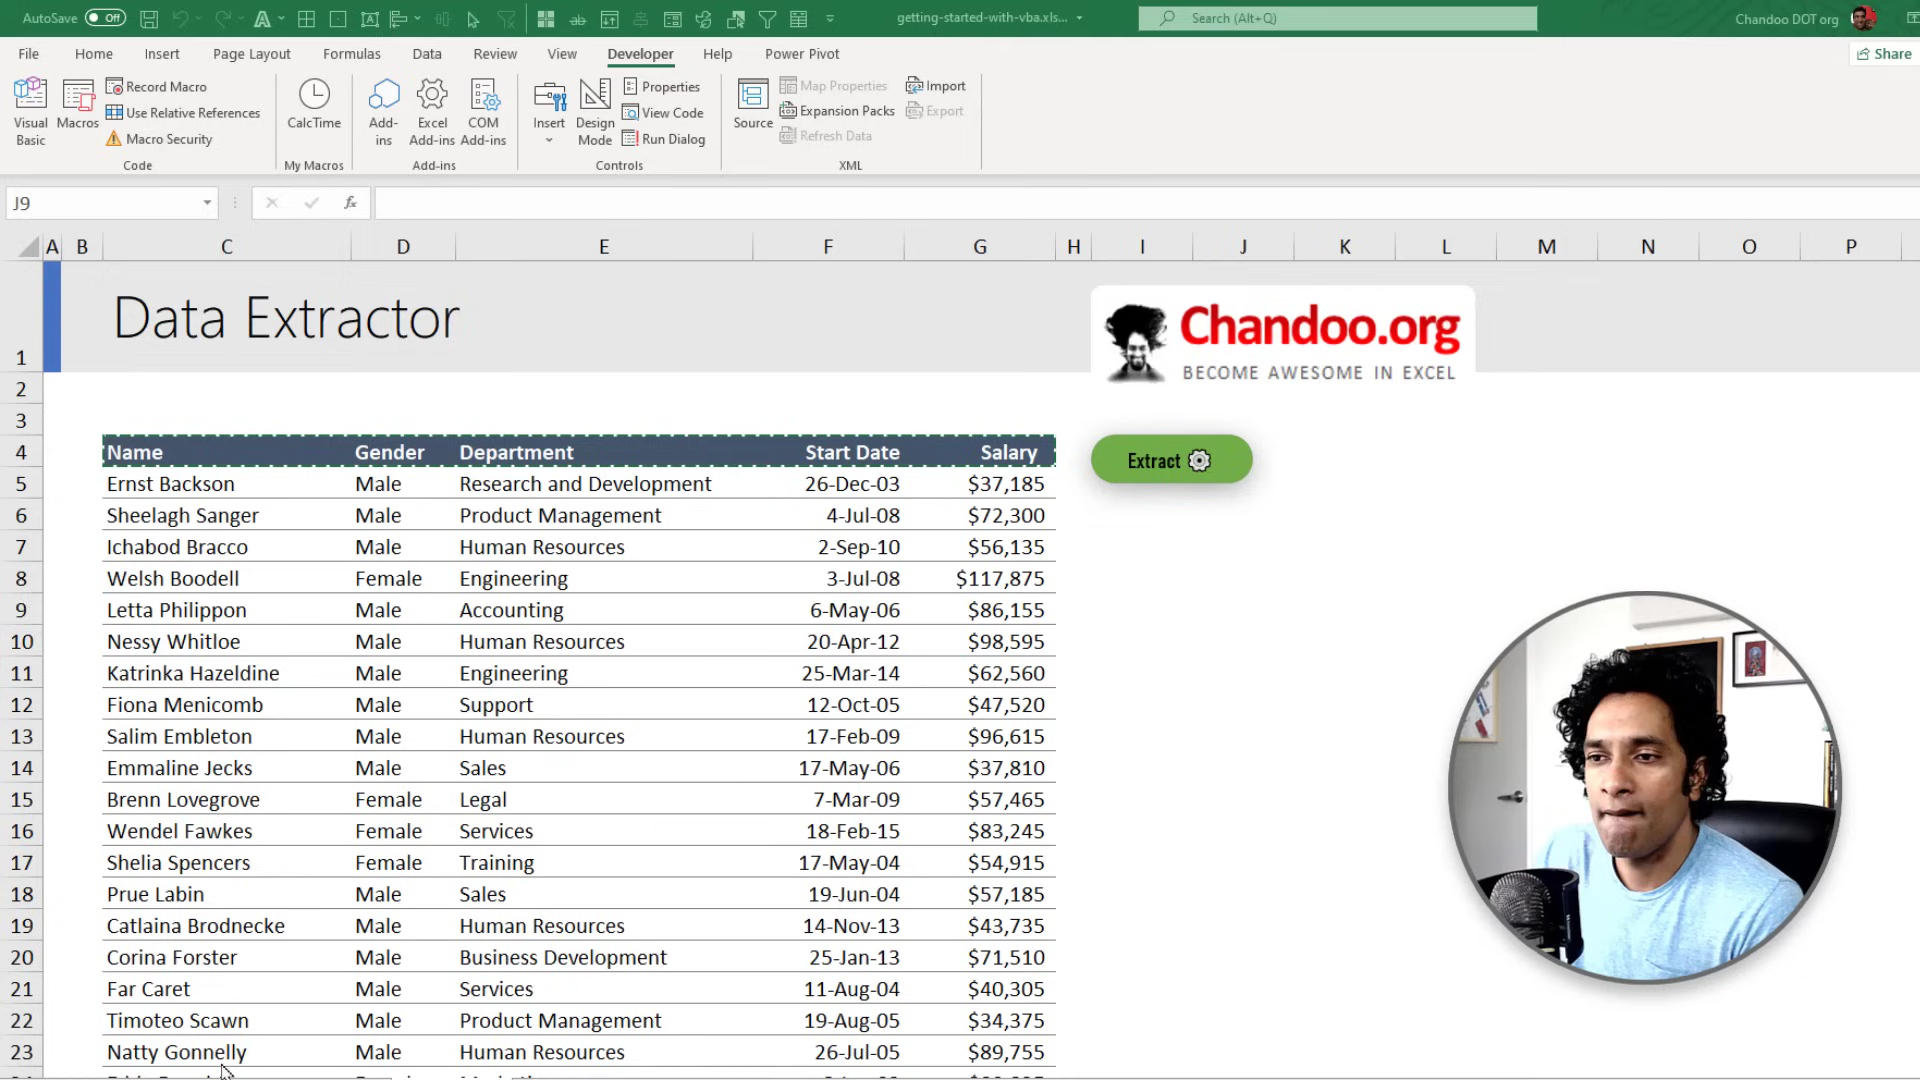 AutoSave Off getting-started-with-vba.xls... Search (Alt+Q) Chandoo DOT org
File Home Insert Page Layout Formulas Data Review View Developer Help Power Pivot Share
Visual Basic
Macros
Record Macro
Use Relative References
Macro Security
Code
CalcTime
My Macros
Add-ins
Excel Add-ins
COM Add-ins
Add-ins
Insert
Design Mode
Properties
View Code
Run Dialog
Controls
Source
Map Properties
Expansion Packs
Refresh Data
Import
Export
XML
J9 fx
A B C D E F G H I J K L M N O P
1 Data Extractor
Chandoo.org
BECOME AWESOME IN EXCEL
2
3
4 Name Gender Department Start Date Salary
Extract
5 Ernst Backson Male Research and Development 26-Dec-03 $37,185
6 Sheelagh Sanger Male Product Management 4-Jul-08 $72,300
7 Ichabod Bracco Male Human Resources 2-Sep-10 $56,135
8 Welsh Boodell Female Engineering 3-Jul-08 $117,875
9 Letta Philippon Male Accounting 6-May-06 $86,155
10 Nessy Whitloe Male Human Resources 20-Apr-12 $98,595
11 Katrinka Hazeldine Male Engineering 25-Mar-14 $62,560
12 Fiona Menicomb Male Support 12-Oct-05 $47,520
13 Salim Embleton Male Human Resources 17-Feb-09 $96,615
14 Emmaline Jecks Male Sales 17-May-06 $37,810
15 Brenn Lovegrove Female Legal 7-Mar-09 $57,465
16 Wendel Fawkes Female Services 18-Feb-15 $83,245
17 Shelia Spencers Female Training 17-May-04 $54,915
18 Prue Labin Male Sales 19-Jun-04 $57,185
19 Catlaina Brodnecke Male Human Resources 14-Nov-13 $43,735
20 Corina Forster Male Business Development 25-Jan-13 $71,510
21 Far Caret Male Services 11-Aug-04 $40,305
22 Timoteo Scawn Male Product Management 19-Aug-05 $34,375
23 Natty Gonnelly Male Human Resources 26-Jul-05 $89,755